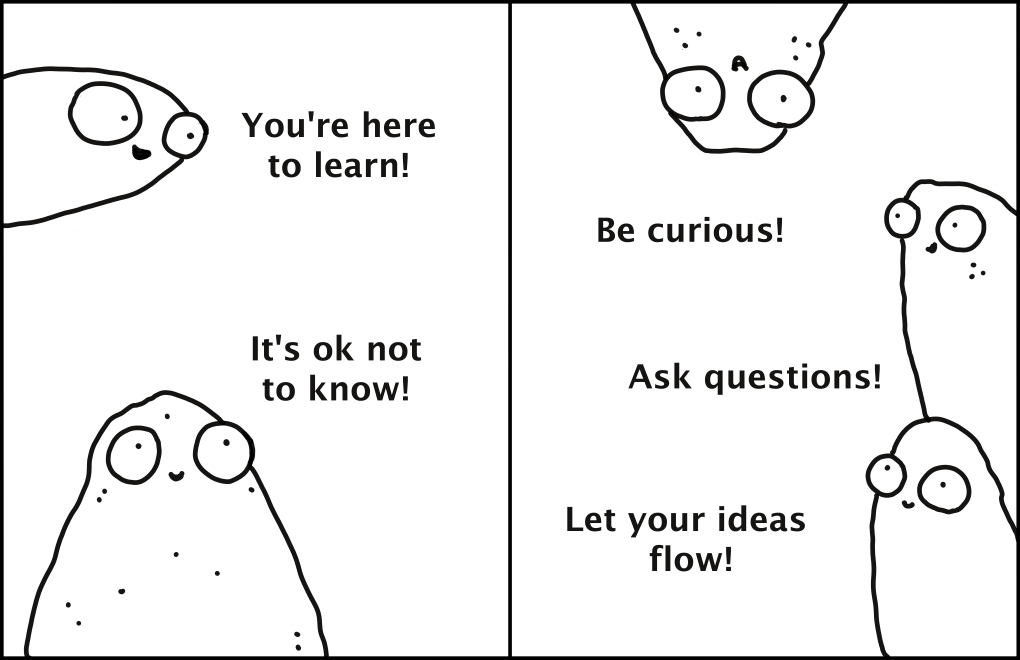 You're here
to learn!
It's ok not
to know!
Be curious!
Ask questions!
Let your ideas
flow!